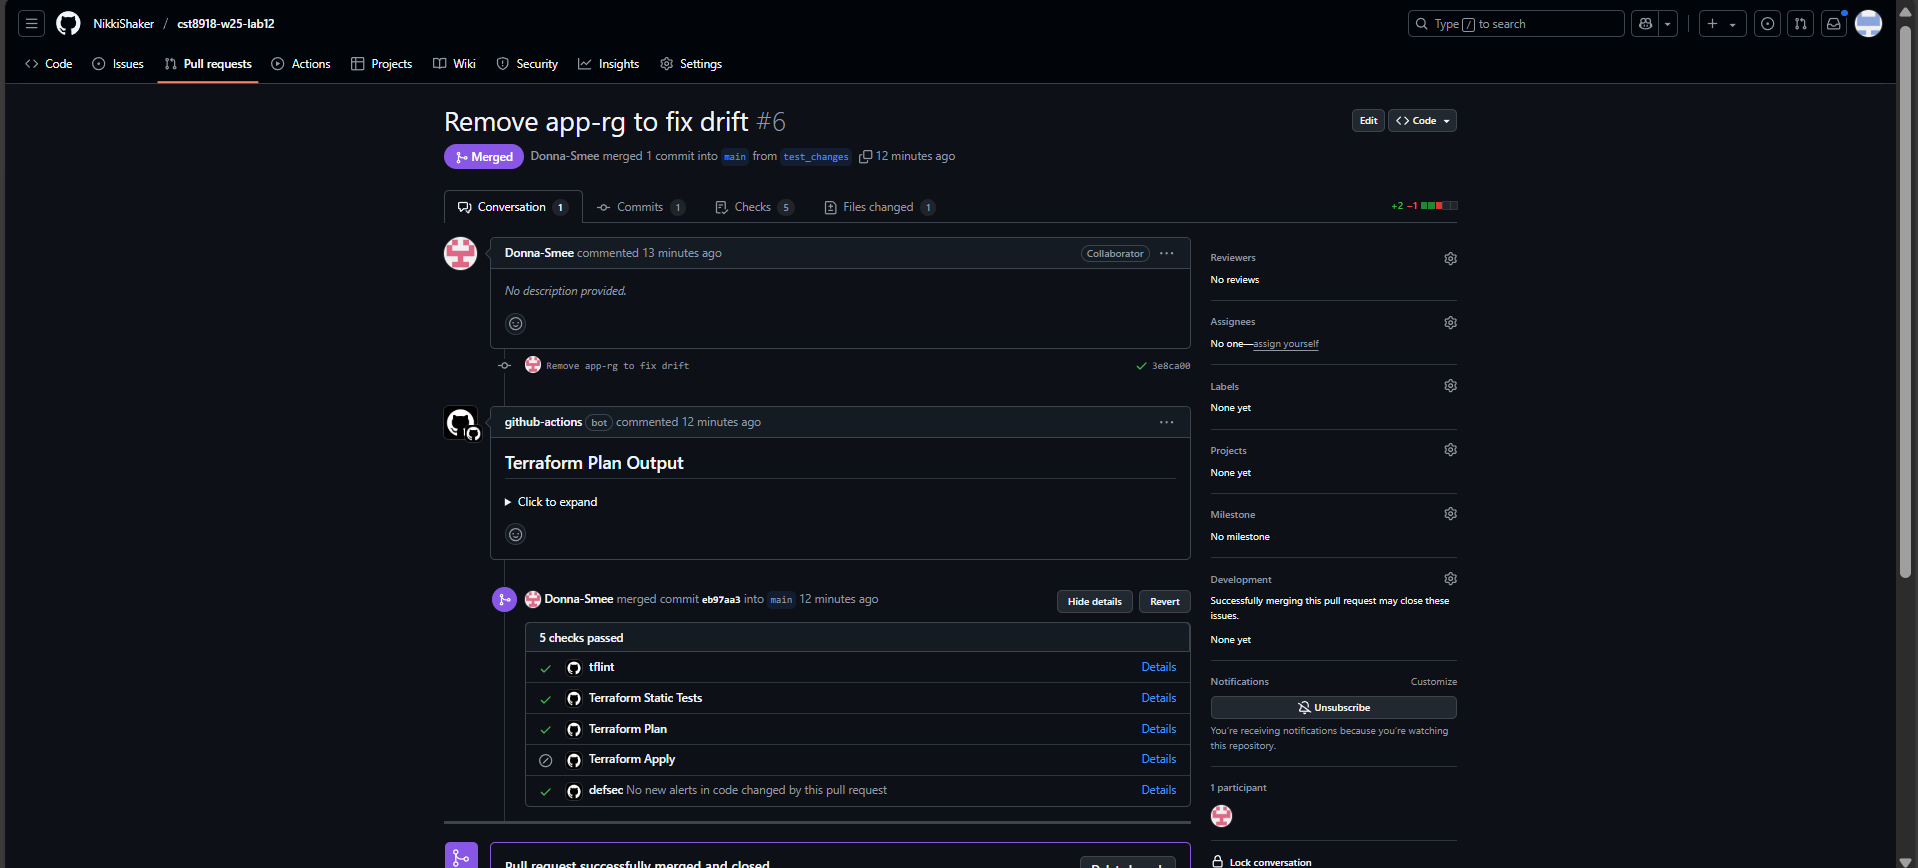 NikkiShaker / cst8918-w25-lab12
Type / to search
Code Issues Pull requests Actions Projects Wiki Security Insights Settings
Remove app-rg to fix drift #6
Edit Code
Merged Donna-Smee merged 1 commit into main from test_changes 12 minutes ago
Conversation 1 Commits 1 Checks 5 Files changed 1
+2 −1
Donna-Smee commented 13 minutes ago
Collaborator
No description provided.
Remove app-rg to fix drift
3e8ca00
github-actions bot commented 12 minutes ago
Terraform Plan Output
Click to expand
Donna-Smee merged commit eb97aa3 into main 12 minutes ago
Hide details Revert
5 checks passed
tflint Details
Terraform Static Tests Details
Terraform Plan Details
Terraform Apply Details
defsec No new alerts in code changed by this pull request Details
Pull request successfully merged and closed
Reviewers
No reviews
Assignees
No one—assign yourself
Labels
None yet
Projects
None yet
Milestone
No milestone
Development
Successfully merging this pull request may close these
issues.
None yet
Notifications Customize
Unsubscribe
You're receiving notifications because you're watching
this repository.
1 participant
Lock conversation